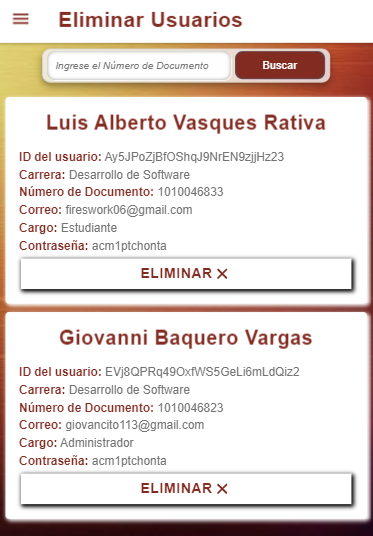 Eliminar Usuarios
Ingrese el Número de Documento
Buscar
Luis Alberto Vasques Rativa
ID del usuario: Ay5JPoZjBfOShqJ9NrEN9zjjHz23
Carrera: Desarrollo de Software
Número de Documento: 1010046833
Correo: fireswork06@gmail.com
Cargo: Estudiante
Contraseña: acm1ptchonta
ELIMINAR
Giovanni Baquero Vargas
ID del usuario: EVj8QPRq49OxfWS5GeLi6mLdQiz2
Carrera: Desarrollo de Software
Número de Documento: 1010046823
Correo: giovancito113@gmail.com
Cargo: Administrador
Contraseña: acm1ptchonta
ELIMINAR